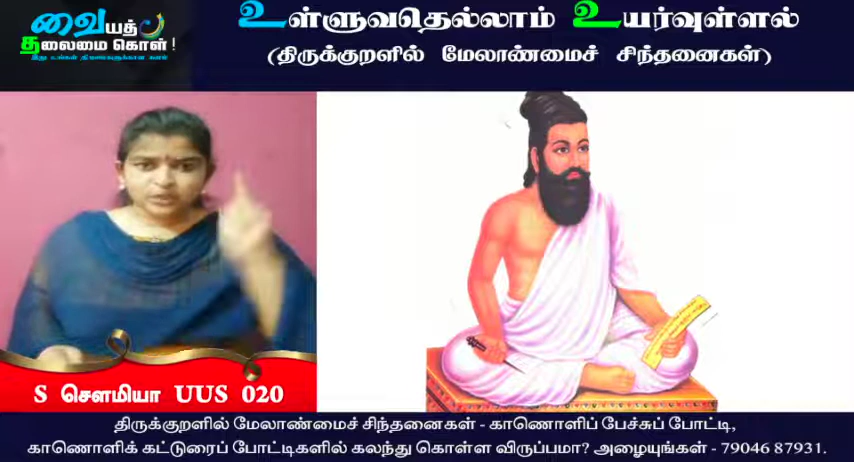 வையத்
தலைமை கொள் !
உள்ளுவதெல்லாம் உயர்வுள்ளல்
(திருக்குறளில் மேலாண்மைச் சிந்தனைகள்)
S சௌமியா UUS 020
திருக்குறளில் மேலாண்மைச் சிந்தனைகள் - காணொளிப் பேச்சுப் போட்டி,
காணொளிக் கட்டுரைப் போட்டிகளில் கலந்து கொள்ள விருப்பமா? அழையுங்கள் - 79046 87931.